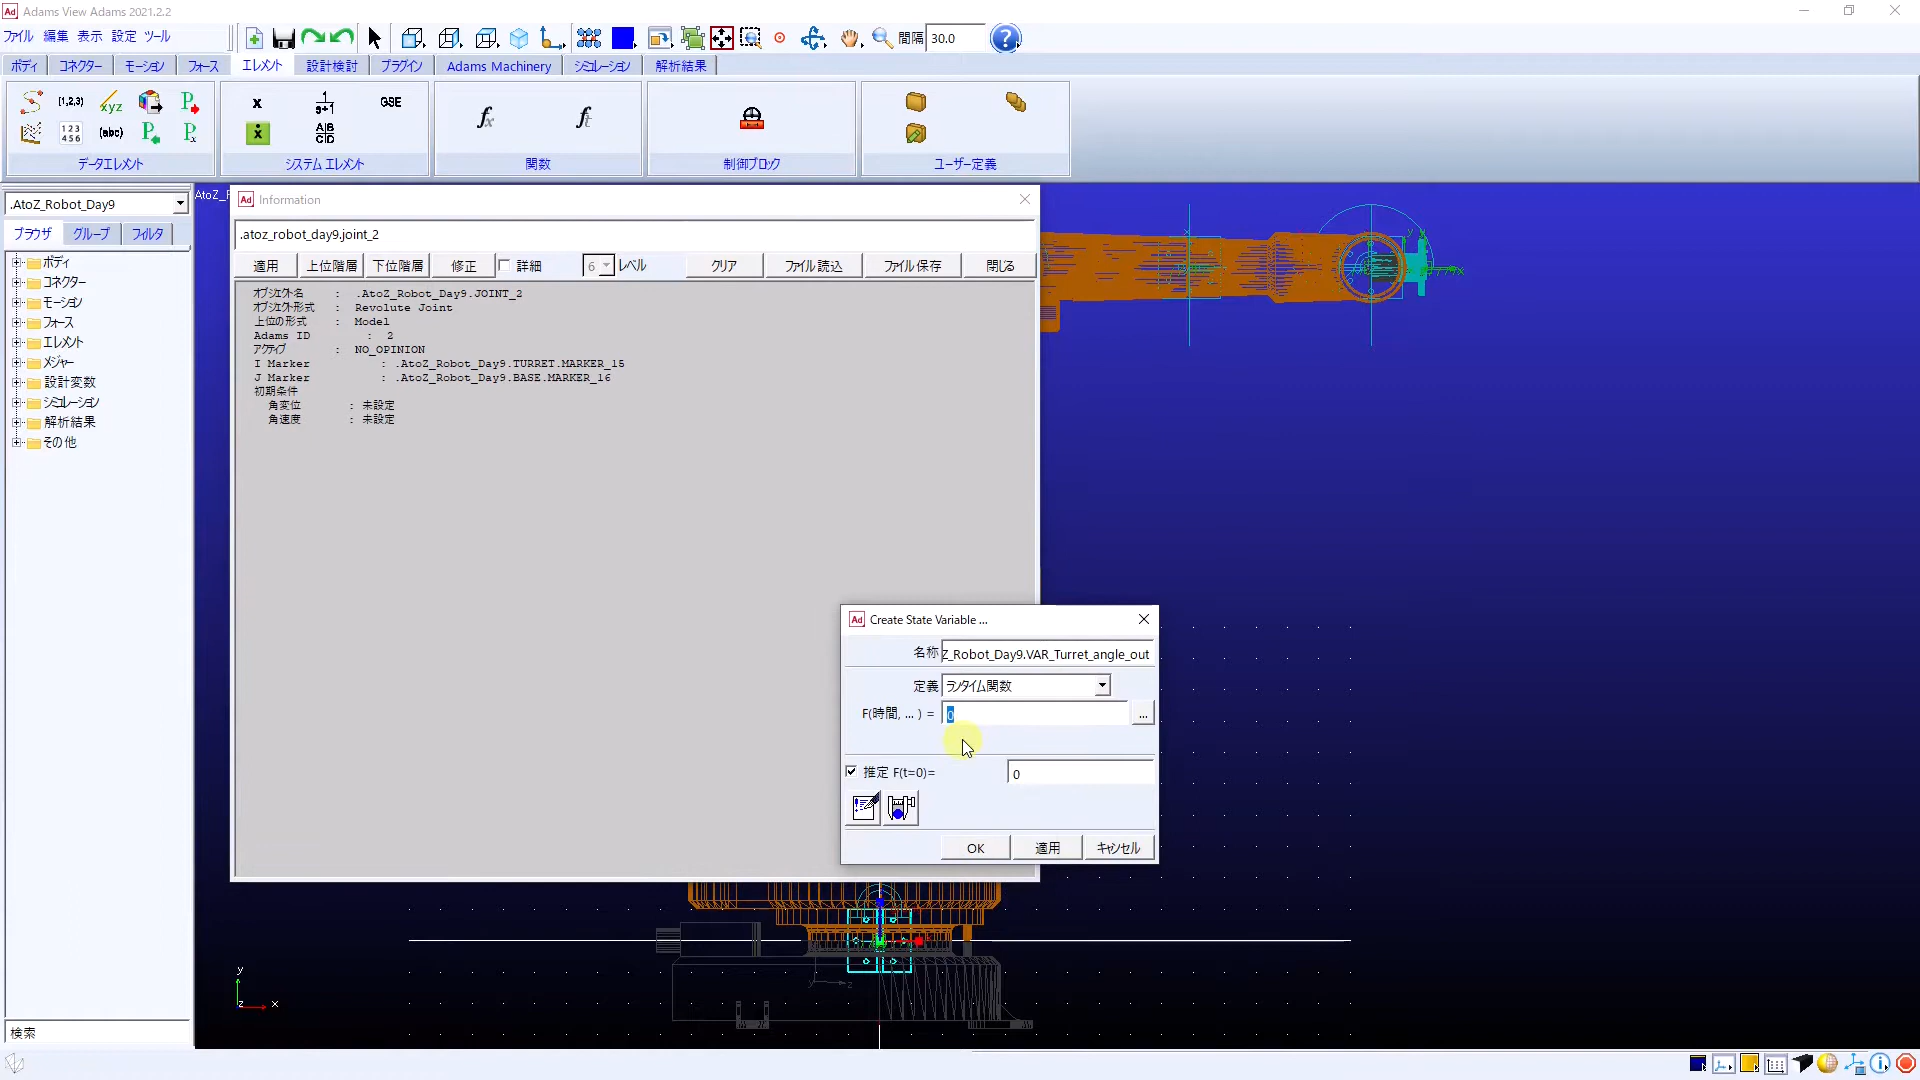 Adams View Adams 2021.2.2
ファイル 編集 表示 設定 ツール
間隔 30.0
ボディ コネクター モーション フォース エレメント 設計検討 プラグイン Adams Machinery シミュレーション 解析結果
データエレメント システム エレメント 関数 制御ブロック ユーザー定義
.AtoZ_Robot_Day9
ブラウザ グループ フィルタ
ボディ
コネクター
モーション
フォース
エレメント
メジャー
設計変数
シミュレーション
解析結果
その他
検索
Information
.atoz_robot_day9.joint_2
適用 上位階層 下位階層 修正 詳細 6 レベル クリア ファイル読込 ファイル保存 閉じる
オブジェクト名 : .AtoZ_Robot_Day9.JOINT_2
オブジェクト形式 : Revolute Joint
上位の形式 : Model
Adams ID : 2
アクティブ : NO_OPINION
I Marker : .AtoZ_Robot_Day9.TURRET.MARKER_15
J Marker : .AtoZ_Robot_Day9.BASE.MARKER_16
初期条件
角変位 : 未設定
角速度 : 未設定
Create State Variable ...
名称 Z_Robot_Day9.VAR_Turret_angle_out
定義 ランタイム関数
F(時間, ... ) = 0 ...
推定 F(t=0)= 0
OK 適用 キャンセル